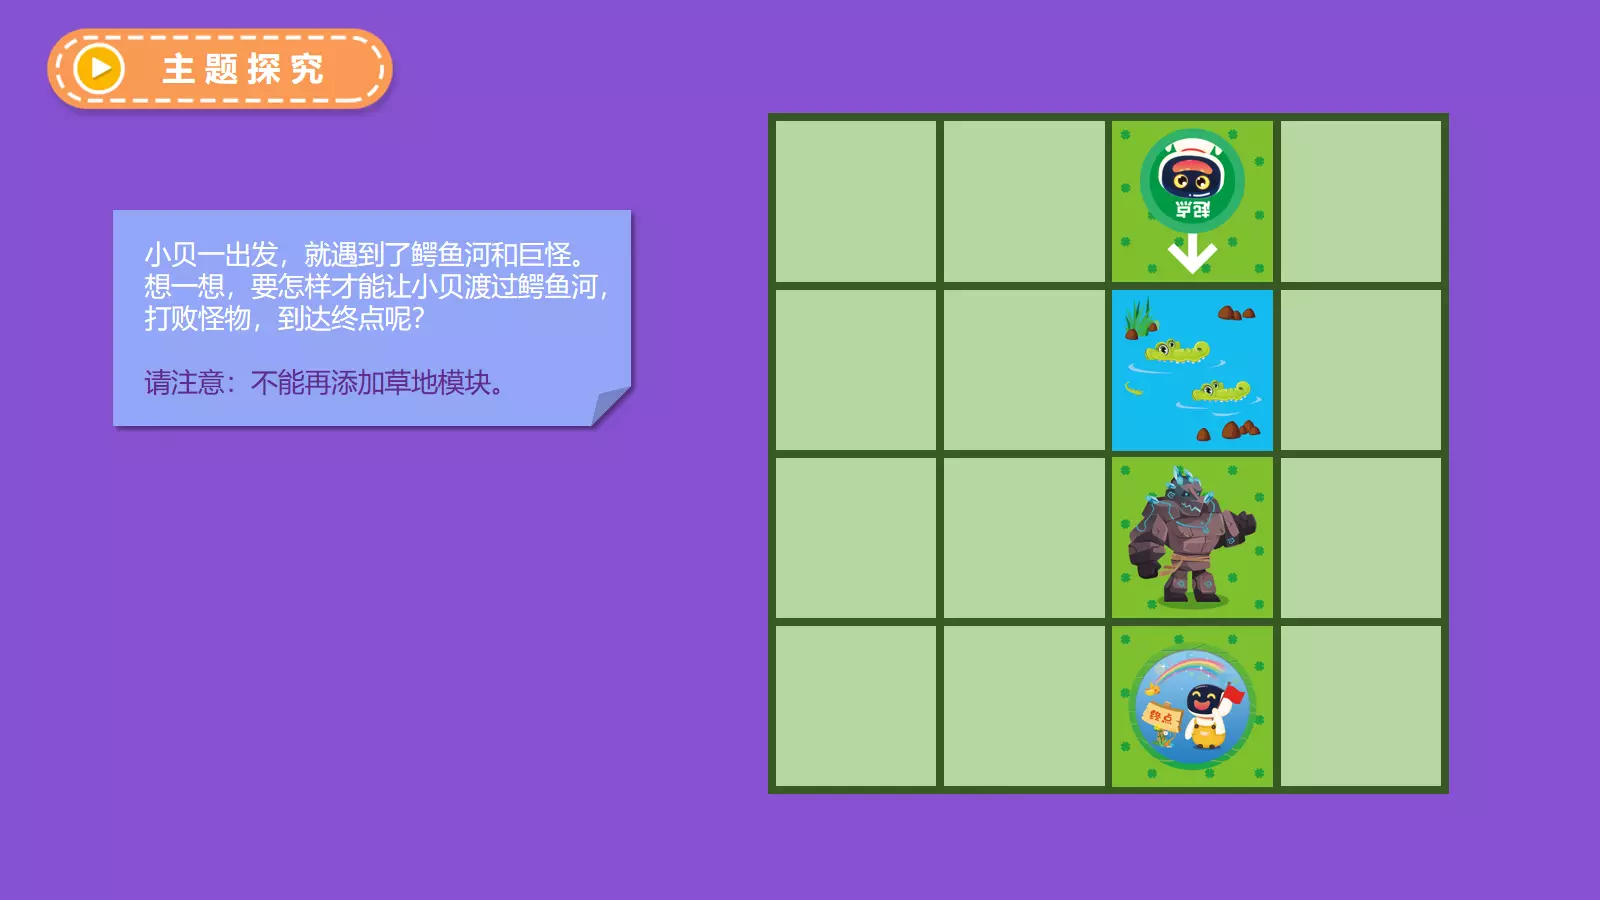 主题探究
小贝一出发，就遇到了鳄鱼河和巨怪。
想一想，要怎样才能让小贝渡过鳄鱼河，
打败怪物，到达终点呢？
请注意：不能再添加草地模块。
起点
终点